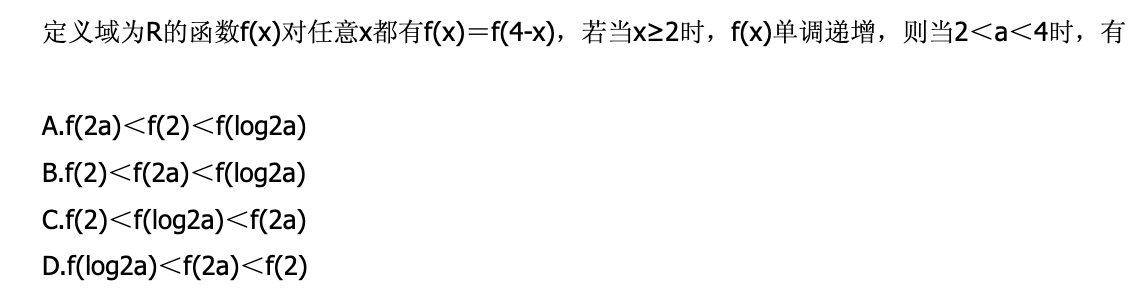 定义域为R的函数f(x)对任意x都有f(x)＝f(4-x)，若当x≥2时，f(x)单调递增，则当2＜a＜4时，有
A.f(2a)＜f(2)＜f(log2a)
B.f(2)＜f(2a)＜f(log2a)
C.f(2)＜f(log2a)＜f(2a)
D.f(log2a)＜f(2a)＜f(2)